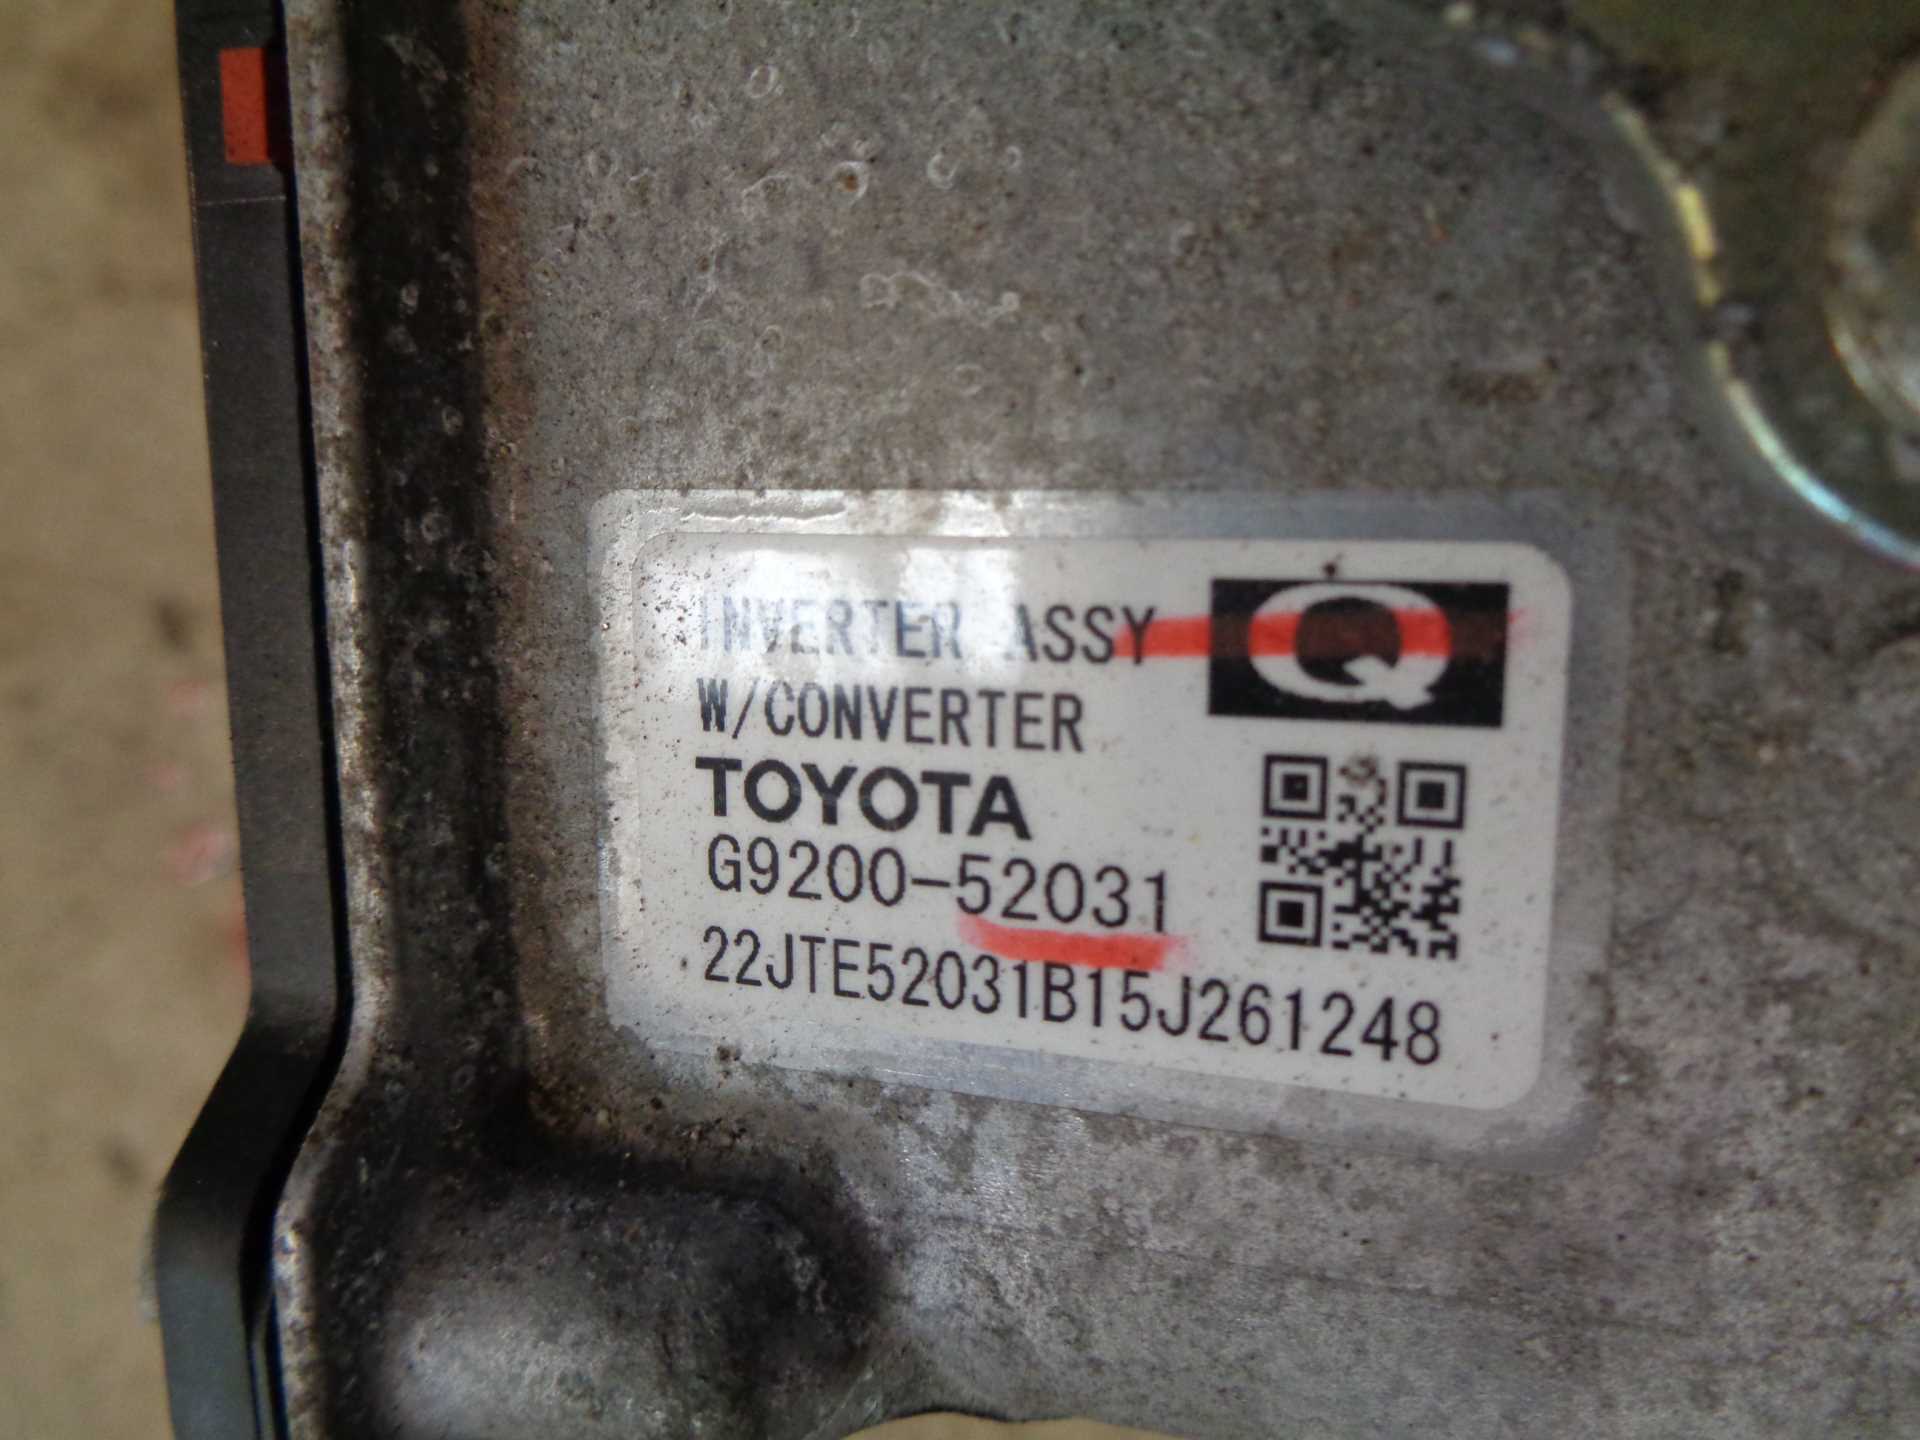 INVERTER ASSY
Q
W/CONVERTER
TOYOTA
G9200-52031
22JTE52031B15J261248